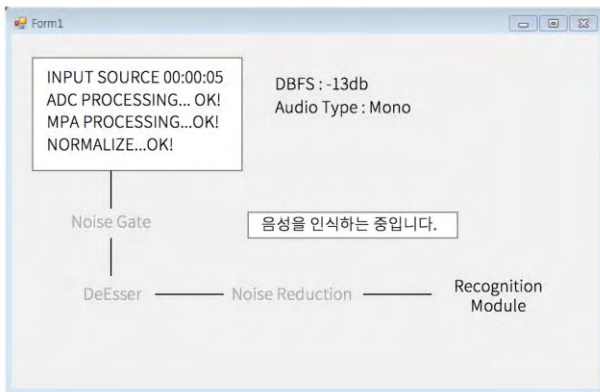 Form1
INPUT SOURCE 00:00:05
ADC PROCESSING... OK!
MPA PROCESSING...OK!
NORMALIZE...OK!
DBFS : -13db
Audio Type : Mono
Noise Gate
음성을 인식하는 중입니다.
DeEsser
Noise Reduction
Recognition
Module